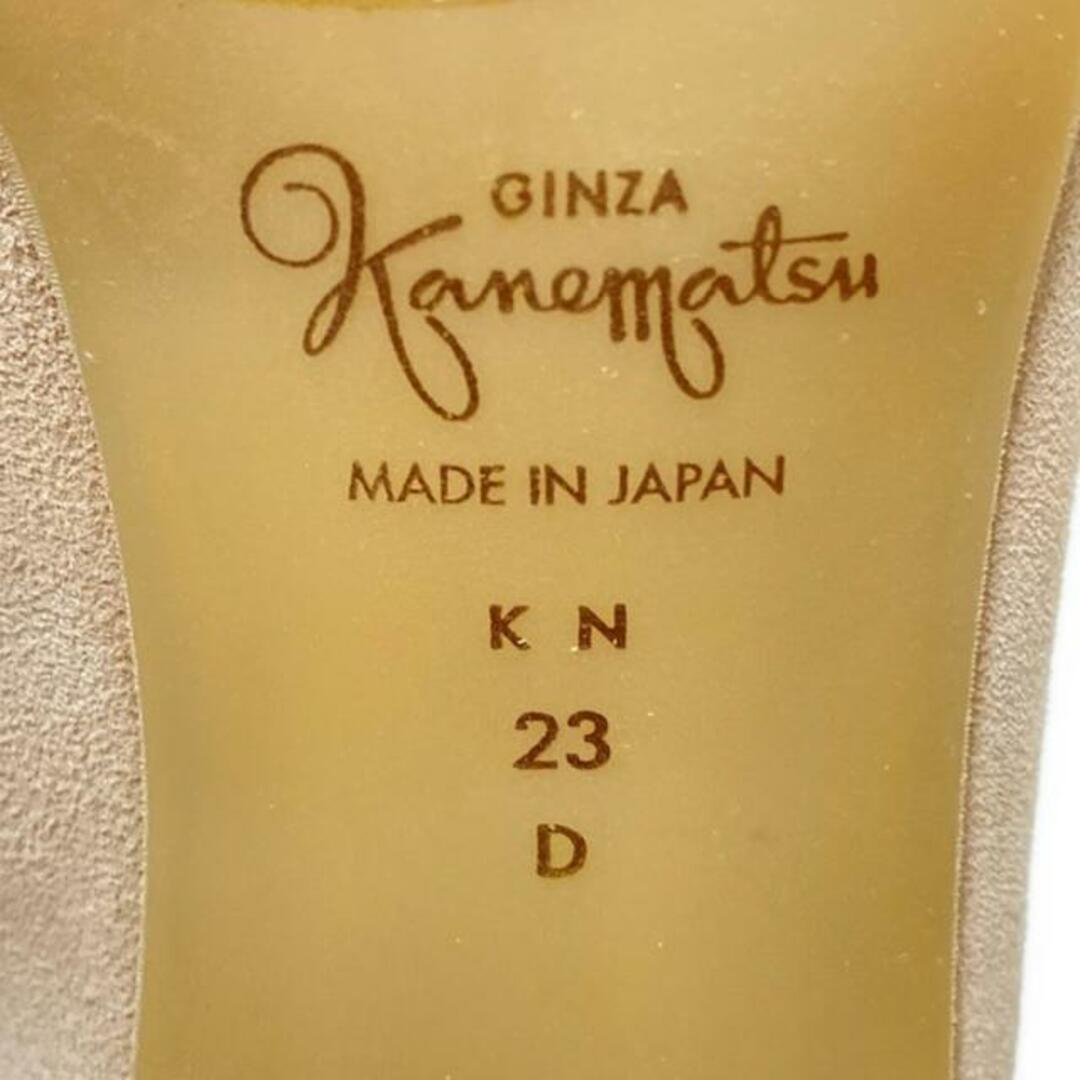 GINZA
Kanematsu
MADE IN JAPAN
K N
23
D